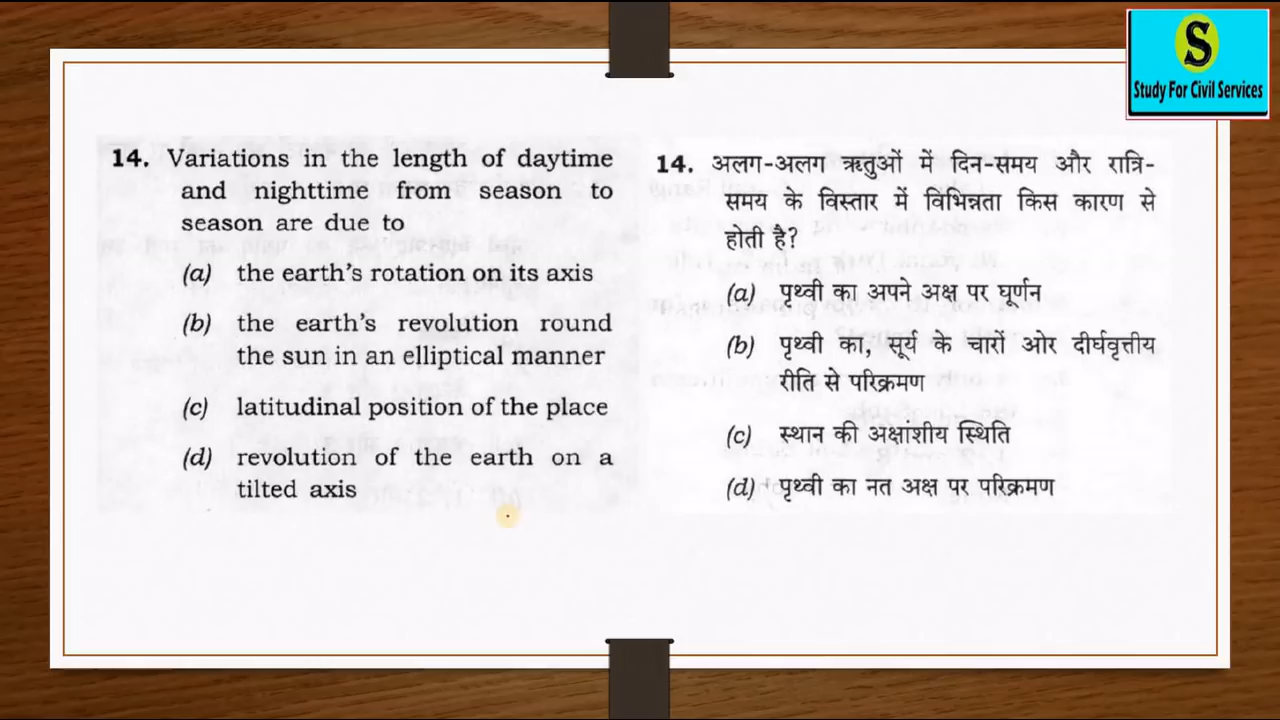 S
Study For Civil Services
14. Variations in the length of daytime
and nighttime from season to
season are due to
(a) the earth's rotation on its axis
(b) the earth's revolution round
the sun in an elliptical manner
(c) latitudinal position of the place
(d) revolution of the earth on a
tilted axis
14. अलग-अलग ऋतुओं में दिन-समय और रात्रि-
समय के विस्तार में विभिन्नता किस कारण से
होती है?
(a) पृथ्वी का अपने अक्ष पर घूर्णन
(b) पृथ्वी का, सूर्य के चारों ओर दीर्घवृत्तीय
रीति से परिक्रमण
(c) स्थान की अक्षांशीय स्थिति
(d) पृथ्वी का नत अक्ष पर परिक्रमण